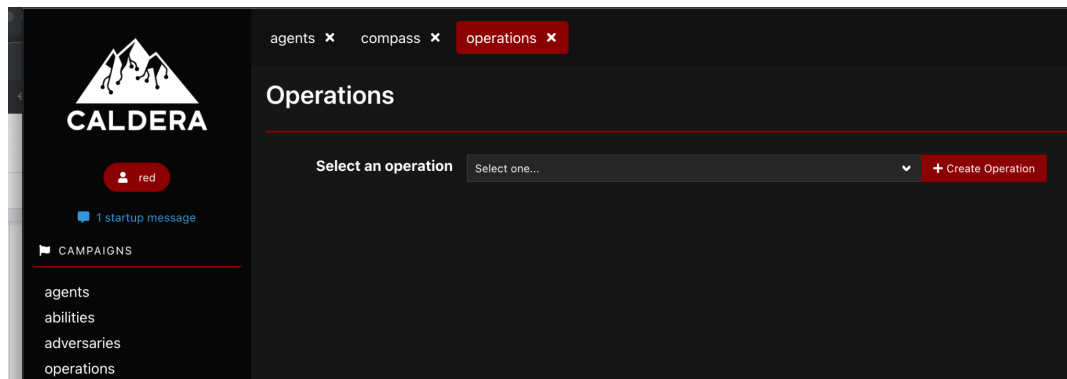 agents × compass × operations ×
CALDERA
Operations
Select an operation Select one... + Create Operation
red
1 startup message
CAMPAIGNS
agents
abilities
adversaries
operations